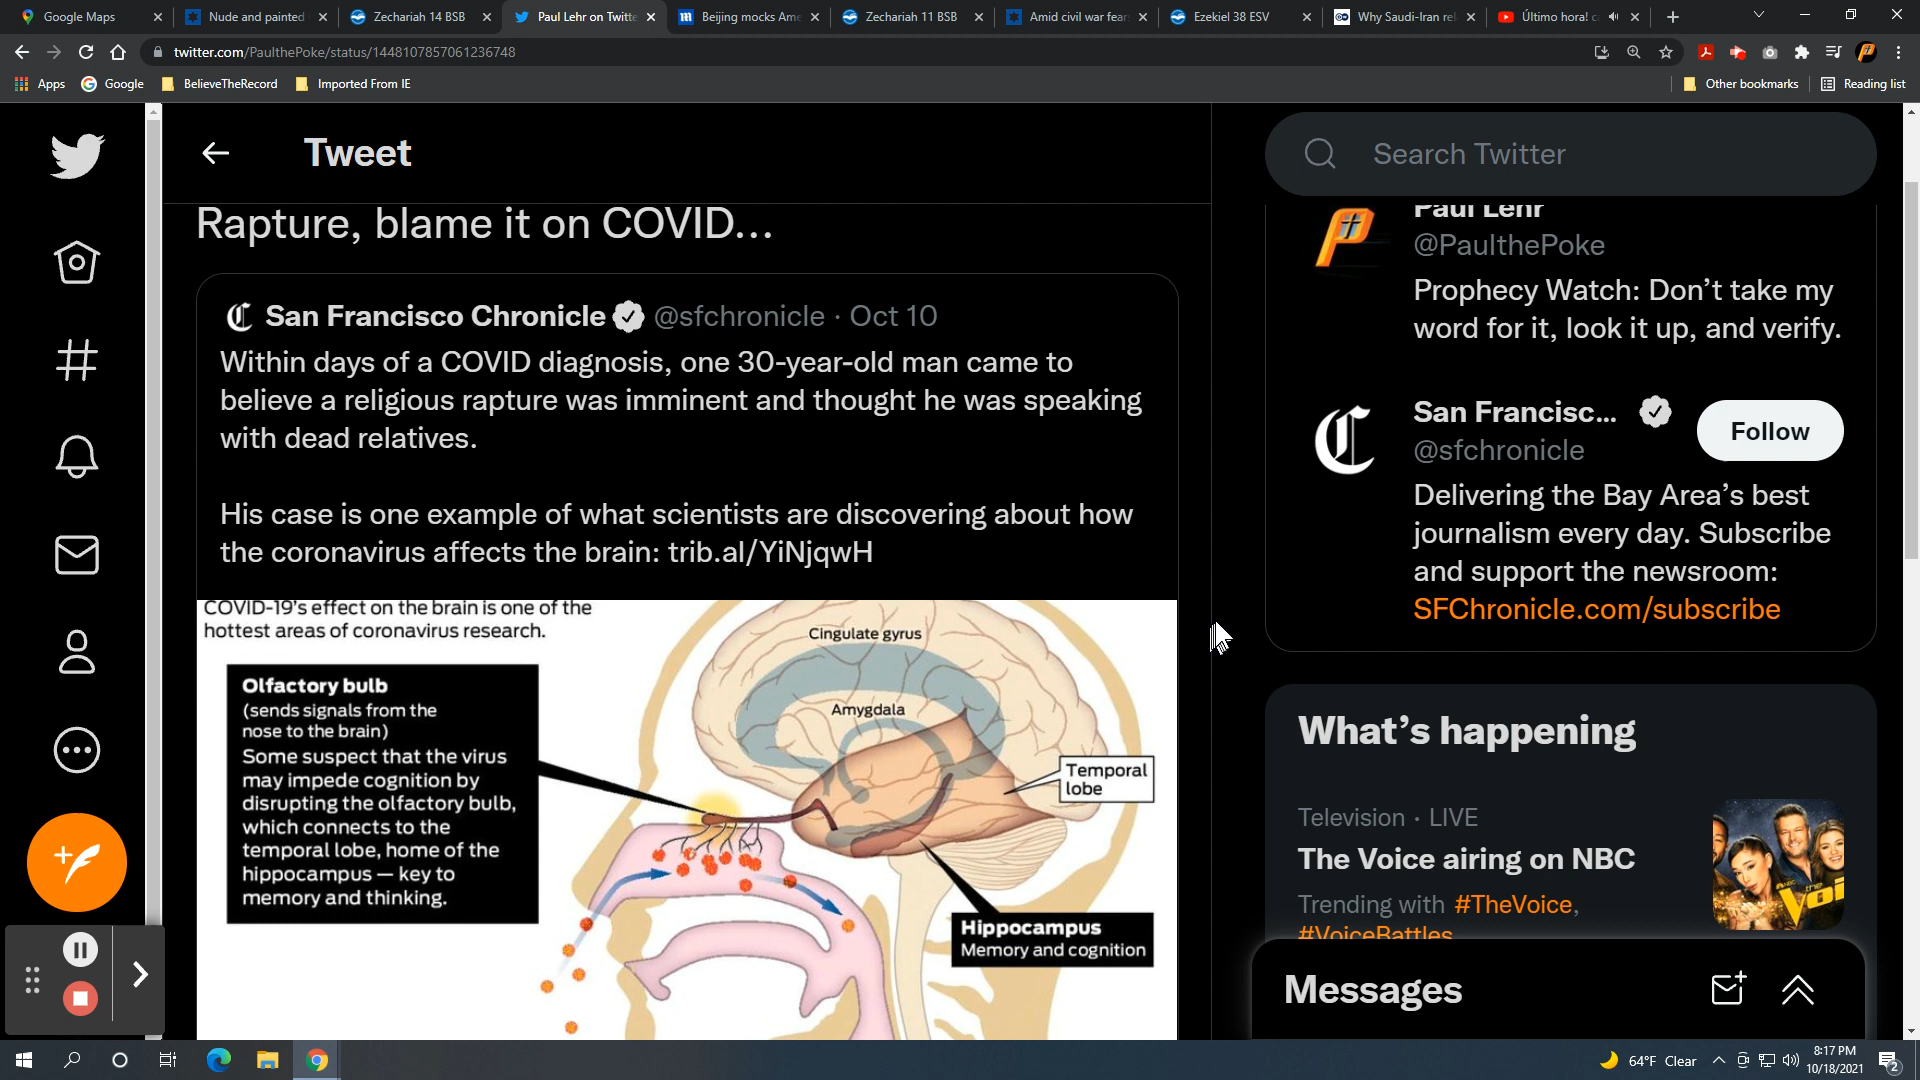 Google Maps
Nude and painted
Zechariah 14 BSB
Paul Lehr on Twitte
Beijing mocks Ame
Zechariah 11 BSB
Amid civil war fear
Ezekiel 38 ESV
Why Saudi-Iran rel
Último hora! c
twitter.com/PaulthePoke/status/1448107857061236748
Apps
Google
BelieveTheRecord
Imported From IE
Other bookmarks
Reading list
Tweet
Search Twitter
Rapture, blame it on COVID...
San Francisco Chronicle @sfchronicle · Oct 10
Within days of a COVID diagnosis, one 30-year-old man came to
believe a religious rapture was imminent and thought he was speaking
with dead relatives.
His case is one example of what scientists are discovering about how
the coronavirus affects the brain: trib.al/YiNjqwH
COVID-19's effect on the brain is one of the
hottest areas of coronavirus research.
Olfactory bulb
(sends signals from the
nose to the brain)
Some suspect that the virus
may impede cognition by
disrupting the olfactory bulb,
which connects to the
temporal lobe, home of the
hippocampus — key to
memory and thinking.
Cingulate gyrus
Amygdala
Temporal
lobe
Hippocampus
Memory and cognition
Paul Lehr
@PaulthePoke
Prophecy Watch: Don't take my
word for it, look it up, and verify.
San Francisc...
@sfchronicle
Follow
Delivering the Bay Area's best
journalism every day. Subscribe
and support the newsroom:
SFChronicle.com/subscribe
What's happening
Television · LIVE
The Voice airing on NBC
Trending with #TheVoice,
#VoiceBattles
Messages
64°F Clear
8:17 PM
10/18/2021
2